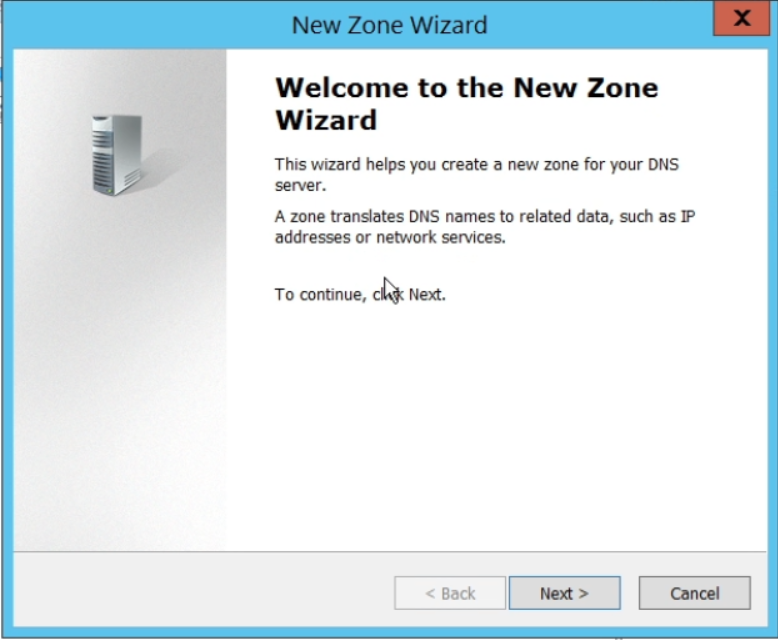 New Zone Wizard
X
Welcome to the New Zone
Wizard
This wizard helps you create a new zone for your DNS
server.
A zone translates DNS names to related data, such as IP
addresses or network services.
To continue, click Next.
< Back
Next >
Cancel